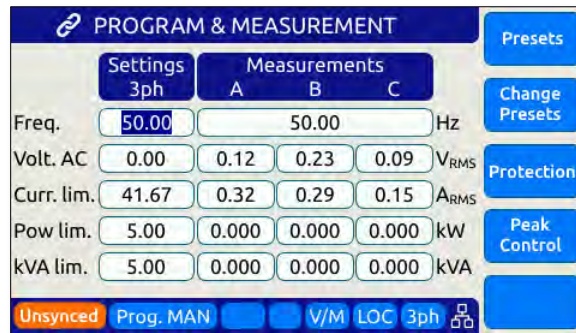 PROGRAM & MEASUREMENT
Settings Measurements
3ph A B C
Freq. 50.00 50.00 Hz
Volt. AC 0.00 0.12 0.23 0.09 VRMS
Curr. lim. 41.67 0.32 0.29 0.15 ARMS
Pow lim. 5.00 0.000 0.000 0.000 kW
kVA lim. 5.00 0.000 0.000 0.000 kVA
Unsynced Prog. MAN V/M LOC 3ph
Presets
Change
Presets
Protection
Peak
Control